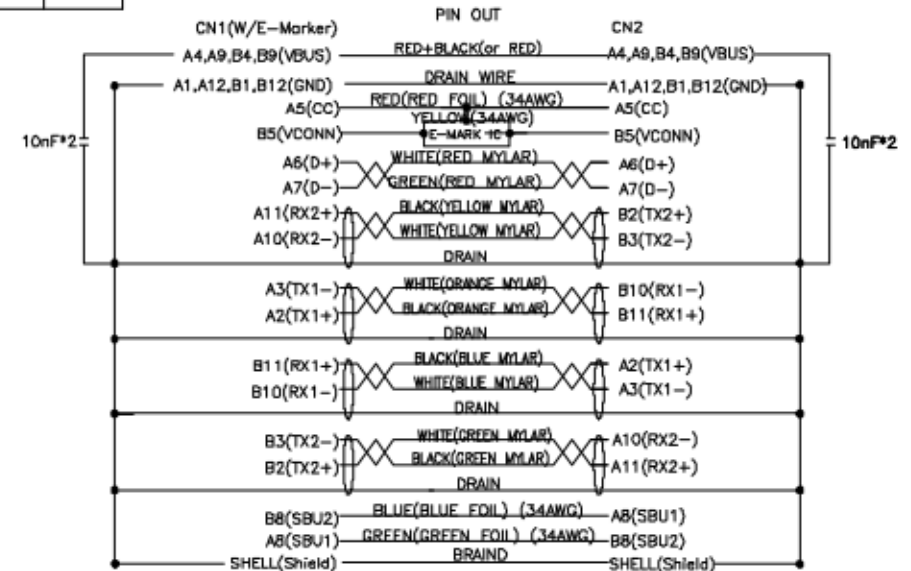 PIN OUT
CN1(W/E-Marker) CN2
A4,A9,B4,B9(VBUS) RED+BLACK(or RED) A4,A9,B4,B9(VBUS)
A1,A12,B1,B12(GND) DRAIN WIRE A1,A12,B1,B12(GND)
A5(CC) RED(RED FOIL) (34AWG) A5(CC)
YELLOW(34AWG)
10nF*2 B5(VCONN) E-MARK IC B5(VCONN) 10nF*2
A6(D+) WHITE(RED MYLAR) A6(D+)
A7(D-) GREEN(RED MYLAR) A7(D-)
A11(RX2+) BLACK(YELLOW MYLAR) B2(TX2+)
A10(RX2-) WHITE(YELLOW MYLAR) B3(TX2-)
DRAIN
A3(TX1-) WHITE(ORANGE MYLAR) B10(RX1-)
A2(TX1+) BLACK(ORANGE MYLAR) B11(RX1+)
DRAIN
B11(RX1+) BLACK(BLUE MYLAR) A2(TX1+)
B10(RX1-) WHITE(BLUE MYLAR) A3(TX1-)
DRAIN
B3(TX2-) WHITE(GREEN MYLAR) A10(RX2-)
B2(TX2+) BLACK(GREEN MYLAR) A11(RX2+)
DRAIN
B8(SBU2) BLUE(BLUE FOIL) (34AWG) A8(SBU1)
A8(SBU1) GREEN(GREEN FOIL) (34AWG) B8(SBU2)
SHELL(Shield) BRAIND SHELL(Shield)